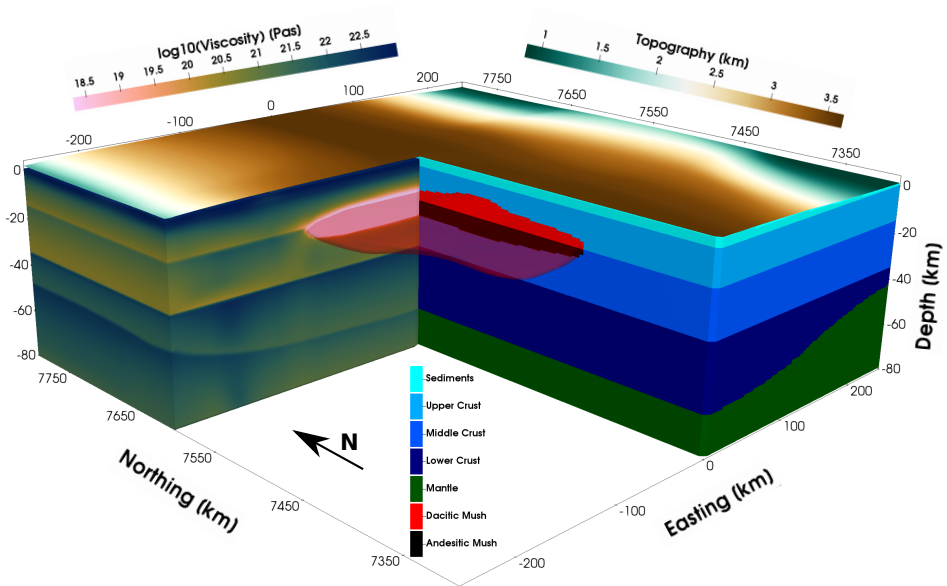 log10(Viscosity) (Pas)
18.5 19 19.5 20 20.5 21 21.5 22 22.5
Topography (km)
1 1.5 2 2.5 3 3.5
-200 -100 0 100 200
7750 7650 7550 7450 7350
0
-20
-40
-60
-80
0
-20
-40
-60
-80
Depth (km)
7750
7650
7550
7450
7350
Northing (km)
N
Sediments
Upper Crust
Middle Crust
Lower Crust
Mantle
Dacitic Mush
Andesitic Mush
200
100
0
-100
-200
Easting (km)